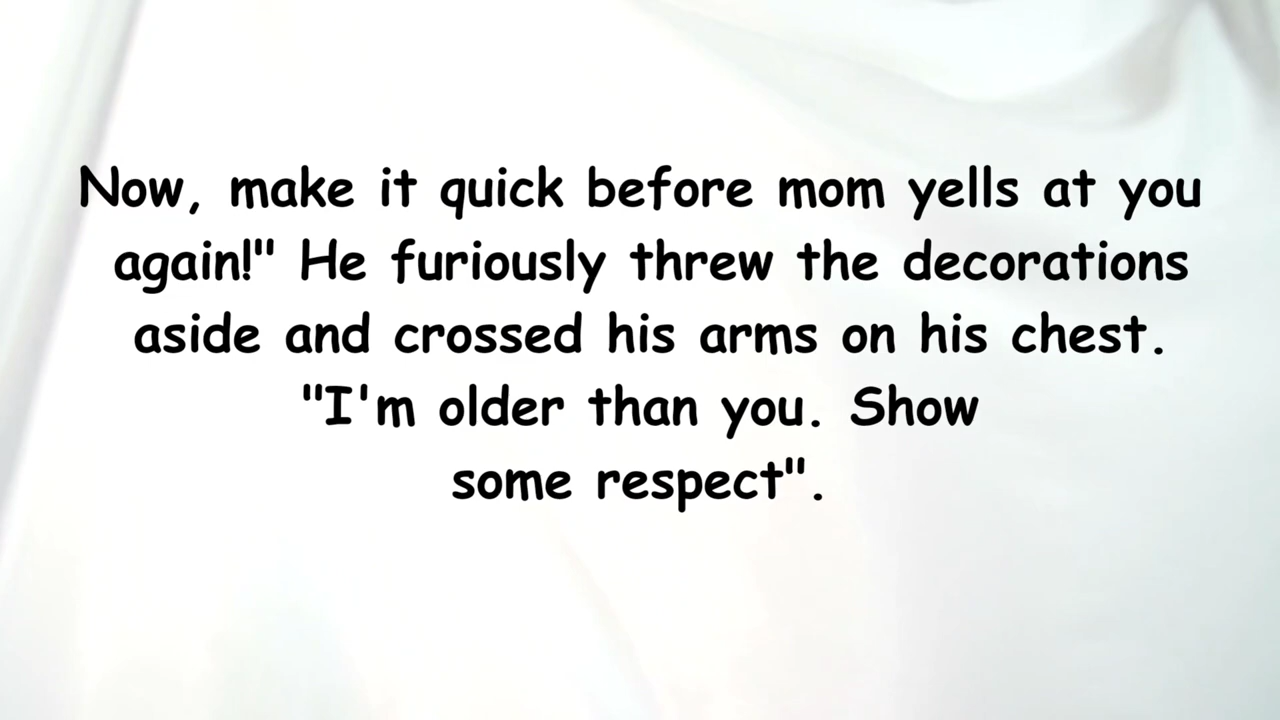 Now, make it quick before mom yells at you
again!" He furiously threw the decorations
aside and crossed his arms on his chest.
"I'm older than you. Show
some respect".